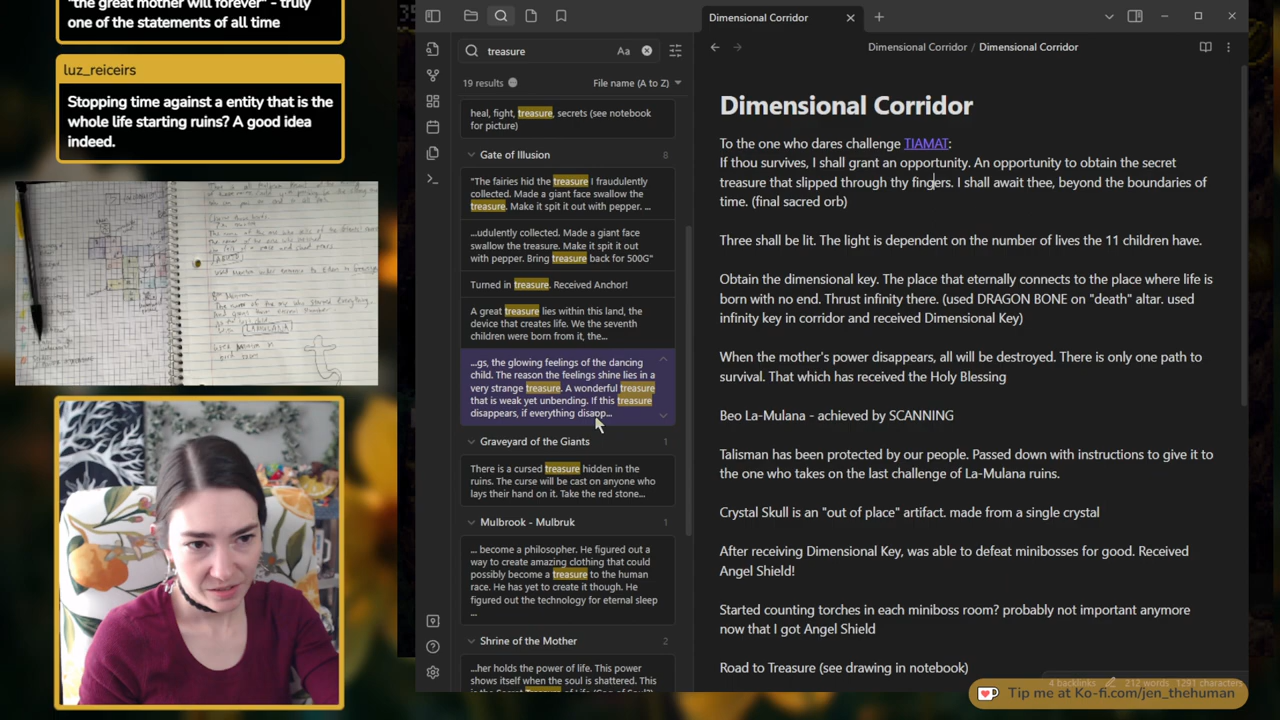 "the great mother will forever" - truly
one of the statements of all time
luz_reiceirs
Stopping time against a entity that is the
whole life starting ruins? A good idea
indeed.
treasure
Aa
19 results
File name (A to Z)
heal, fight, treasure, secrets (see notebook
for picture)
Gate of Illusion 8
"The fairies hid the treasure I fraudulently
collected. Made a giant face swallow the
treasure. Make it spit it out with pepper. ...
...udulently collected. Made a giant face
swallow the treasure. Make it spit it out
with pepper. Bring treasure back for 500G"
Turned in treasure. Received Anchor!
A great treasure lies within this land, the
device that creates life. We the seventh
children were born from it, the...
...gs, the glowing feelings of the dancing
child. The reason the feelings shine lies in a
very strange treasure. A wonderful treasure
that is weak yet unbending. If this
treasure
disappears, if everything disapp...
Graveyard of the Giants 1
There is a cursed treasure hidden in the
ruins. The curse will be cast on anyone who
lays their hand on it. Take the red stone...
Mulbrook - Mulbruk 1
... become a philosopher. He figured out a
way to create amazing clothing that could
possibly become a treasure to the human
race. He has yet to create it though. He
figured out the technology for eternal sleep
...
Shrine of the Mother 2
...her holds the power of life. This power
shows itself when the soul is shattered. This
Dimensional Corridor
Dimensional Corridor / Dimensional Corridor
Dimensional Corridor
To the one who dares challenge TIAMAT:
If thou survives, I shall grant an opportunity. An opportunity to obtain the secret
treasure that slipped through thy fingers. I shall await thee, beyond the boundaries of
time. (final sacred orb)
Three shall be lit. The light is dependent on the number of lives the 11 children have.
Obtain the dimensional key. The place that eternally connects to the place where life is
born with no end. Thrust infinity there. (used DRAGON BONE on "death" altar. used
infinity key in corridor and received Dimensional Key)
When the mother's power disappears, all will be destroyed. There is only one path to
survival. That which has received the Holy Blessing
Beo La-Mulana - achieved by SCANNING
Talisman has been protected by our people. Passed down with instructions to give it to
the one who takes on the last challenge of La-Mulana ruins.
Crystal Skull is an "out of place" artifact. made from a single crystal
After receiving Dimensional Key, was able to defeat minibosses for good. Received
Angel Shield!
Started counting torches in each miniboss room? probably not important anymore
now that I got Angel Shield
Road to Treasure (see drawing in notebook)
4 backlinks 212 words 1291 characters
Tip me at Ko-fi.com/jen_thehuman